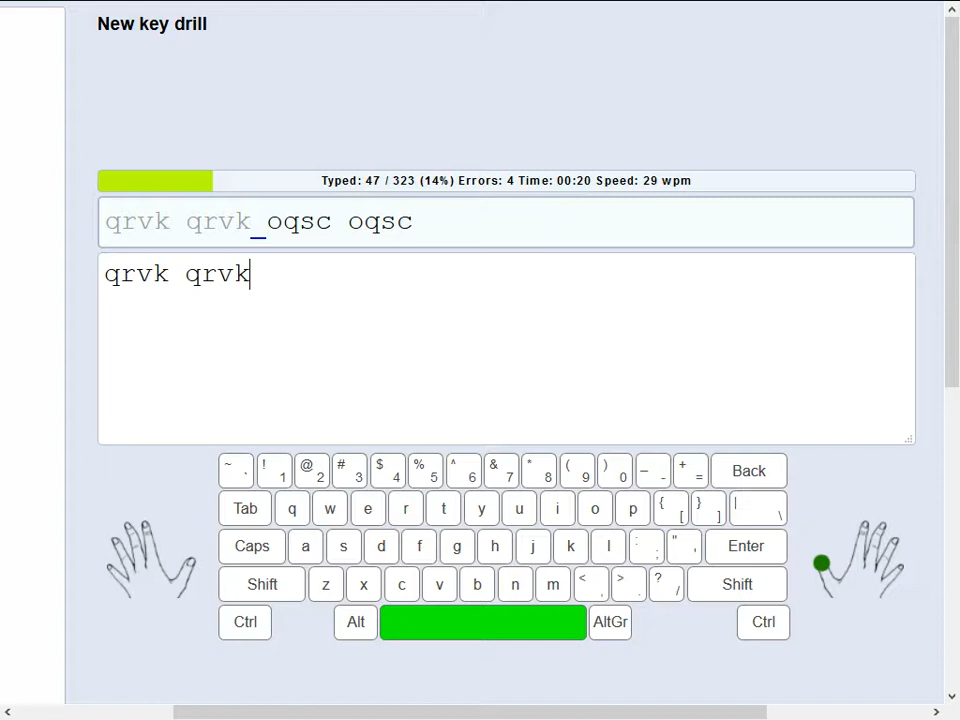 New key drill
Typed: 47 / 323 (14%) Errors: 4 Time: 00:20 Speed: 29 wpm
qrvk qrvk_oqsc oqsc
qrvk qrvk
~ ` ! 1 @ 2 # 3 $ 4 % 5 ^ 6 & 7 * 8 ( 9 ) 0 _ - + = Back
Tab q w e r t y u i o p { [ } ] | \
Caps a s d f g h j k l : ; " ' Enter
Shift z x c v b n m < , > . ? / Shift
Ctrl Alt AltGr Ctrl